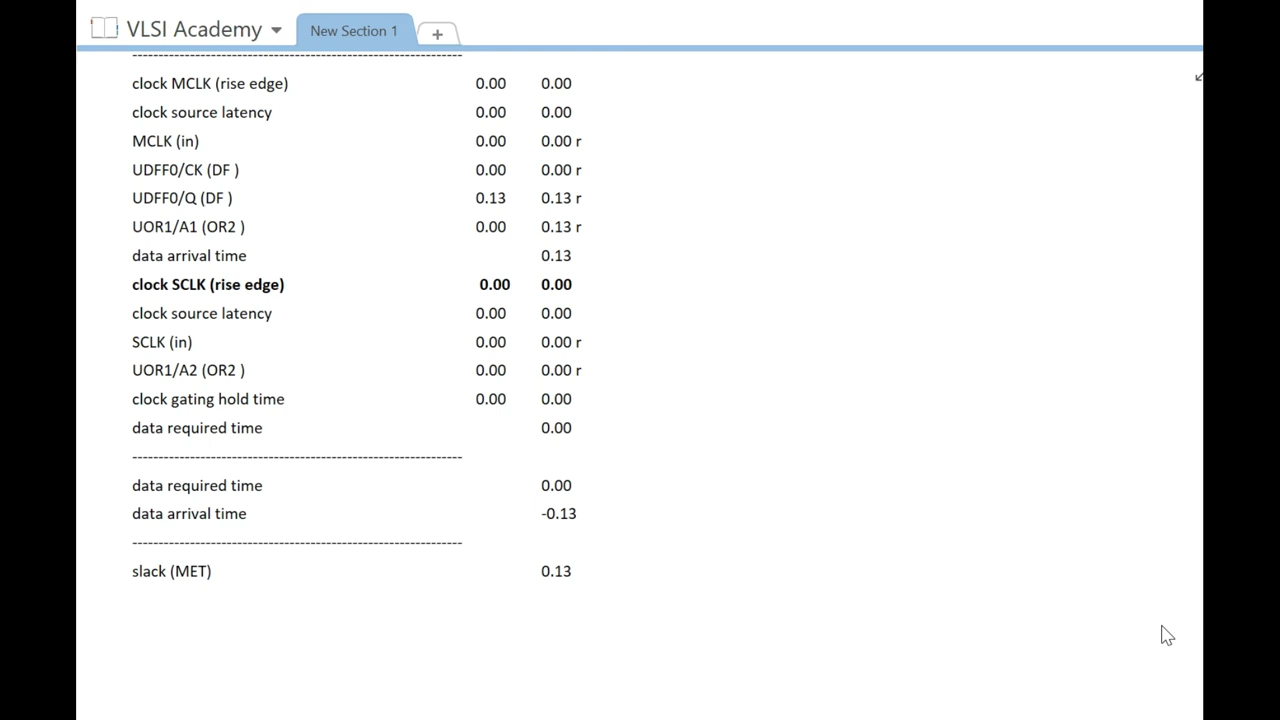 VLSI Academy
New Section 1
+
------------------------------------------------------------------
clock MCLK (rise edge) 0.00 0.00
clock source latency 0.00 0.00
MCLK (in) 0.00 0.00 r
UDFF0/CK (DF ) 0.00 0.00 r
UDFF0/Q (DF ) 0.13 0.13 r
UOR1/A1 (OR2 ) 0.00 0.13 r
data arrival time 0.13
clock SCLK (rise edge) 0.00 0.00
clock source latency 0.00 0.00
SCLK (in) 0.00 0.00 r
UOR1/A2 (OR2 ) 0.00 0.00 r
clock gating hold time 0.00 0.00
data required time 0.00
------------------------------------------------------------------
data required time 0.00
data arrival time -0.13
------------------------------------------------------------------
slack (MET) 0.13